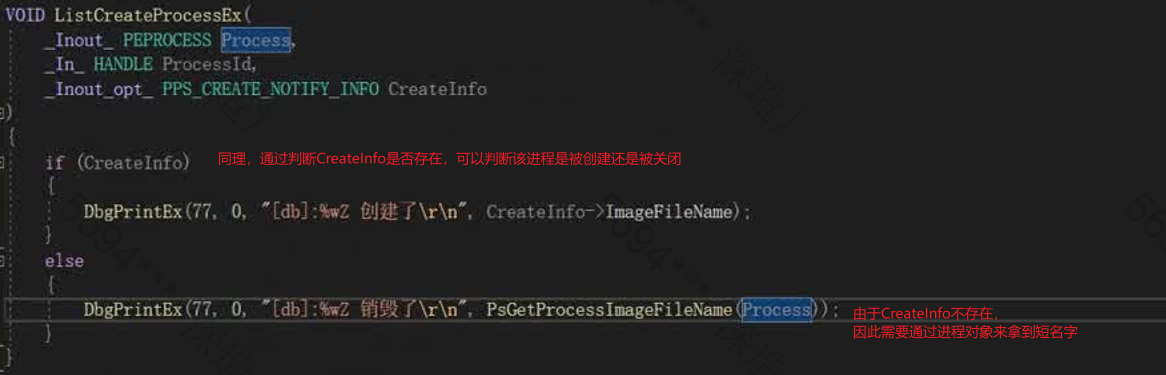 VOID ListCreateProcessEx(
_Inout_ PEPROCESS Process,
_In_ HANDLE ProcessId,
_Inout_opt_ PPS_CREATE_NOTIFY_INFO CreateInfo
)
{
if (CreateInfo) 同理，通过判断CreateInfo是否存在，可以判断该进程是被创建还是被关闭
{
DbgPrintEx(77, 0, "[db]:%wZ 创建了\r\n", CreateInfo->ImageFileName);
}
else
{
DbgPrintEx(77, 0, "[db]:%wZ 销毁了\r\n", PsGetProcessImageFileName(Process)); 由于CreateInfo不存在，
因此需要通过进程对象来拿到短名字
}
}